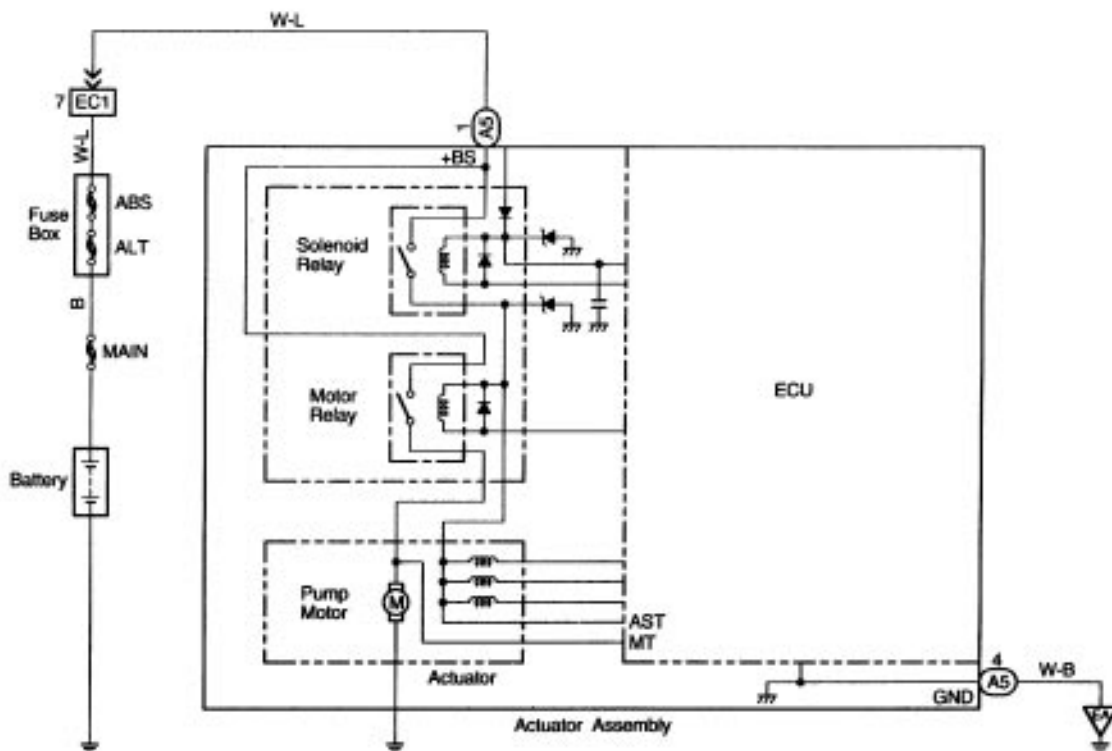 W-L
7 EC1
W-L
Fuse
Box
ABS
ALT
B
MAIN
Battery
1 A5
+BS
Solenoid
Relay
Motor
Relay
ECU
Pump
Motor
M
AST
MT
Actuator
4
A5
W-B
GND
Actuator Assembly